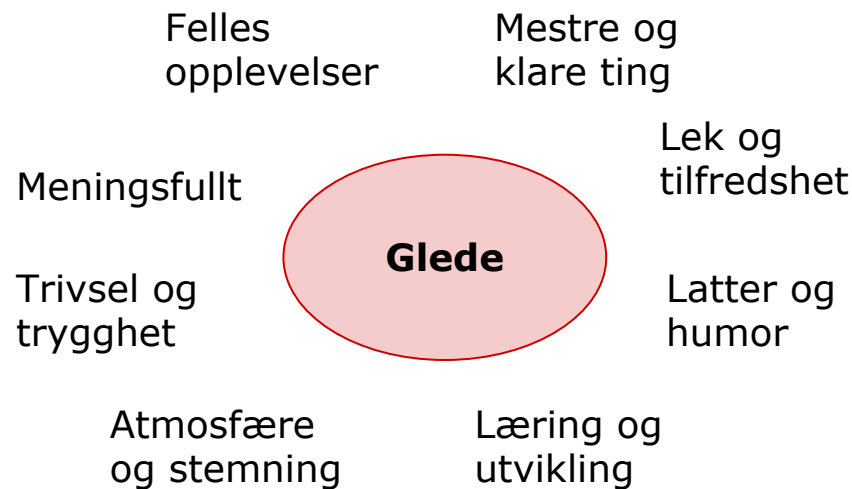 Felles
opplevelser
Mestre og
klare ting
Lek og
tilfredshet
Meningsfullt
Glede
Trivsel og
trygghet
Latter og
humor
Atmosfære
og stemning
Læring og
utvikling